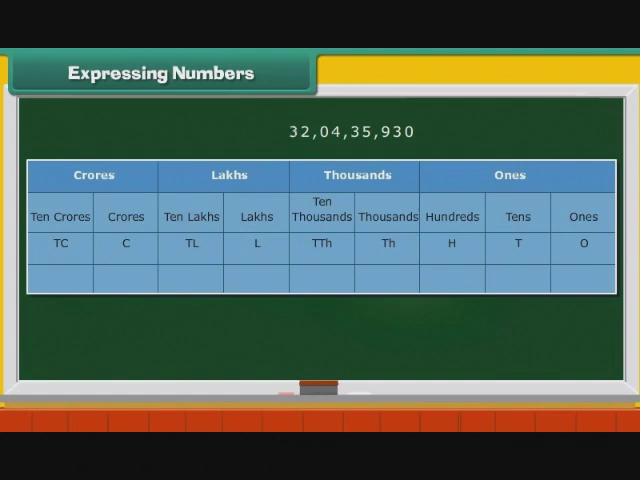 Expressing Numbers
32,04,35,930
Crores Lakhs Thousands Ones
Ten Crores Crores Ten Lakhs Lakhs Ten Thousands Thousands Hundreds Tens Ones
TC C TL L TTh Th H T O